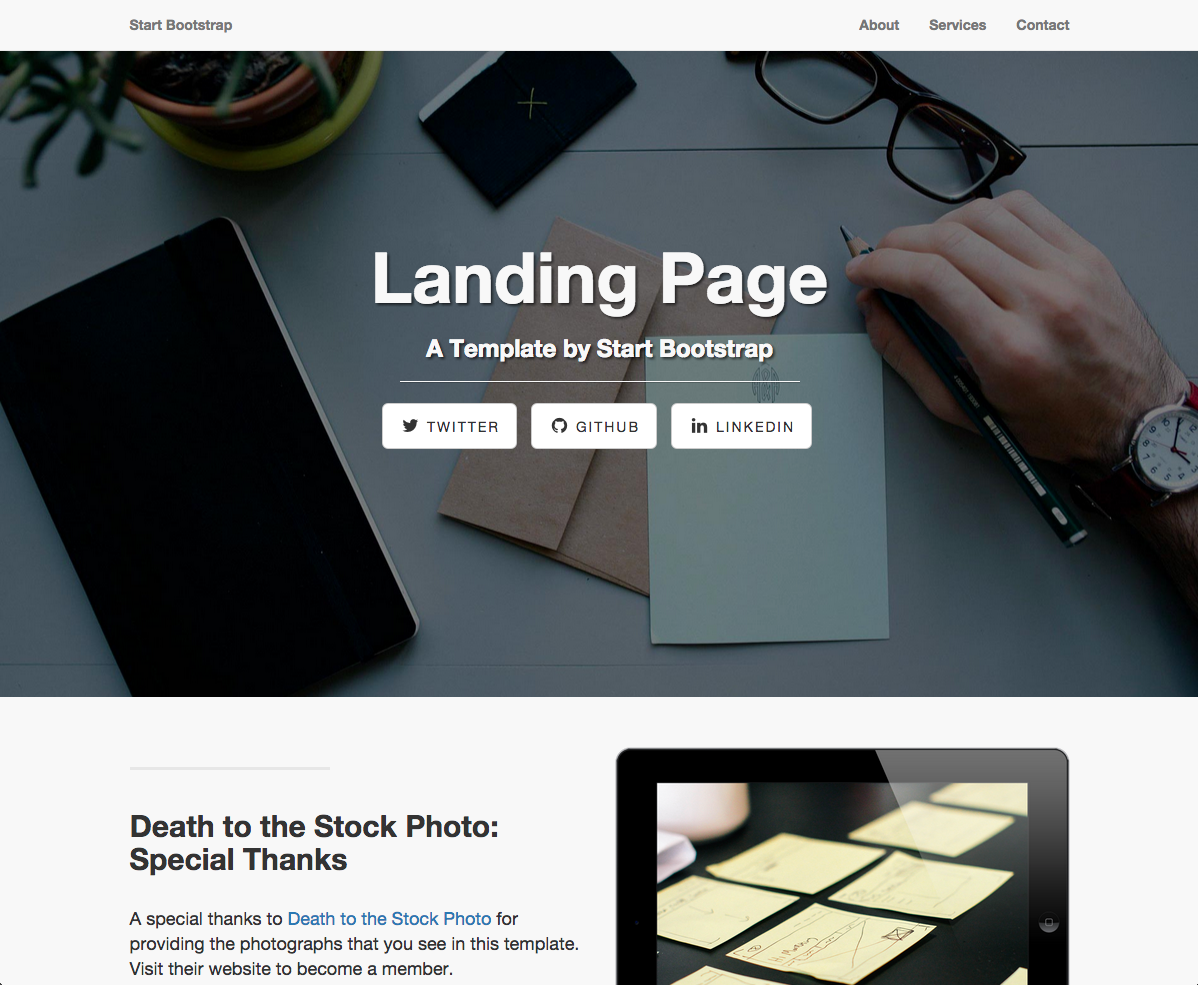 Start Bootstrap
About Services Contact
Landing Page
A Template by Start Bootstrap
TWITTER GITHUB LINKEDIN
Death to the Stock Photo:
Special Thanks
A special thanks to Death to the Stock Photo for
providing the photographs that you see in this template.
Visit their website to become a member.